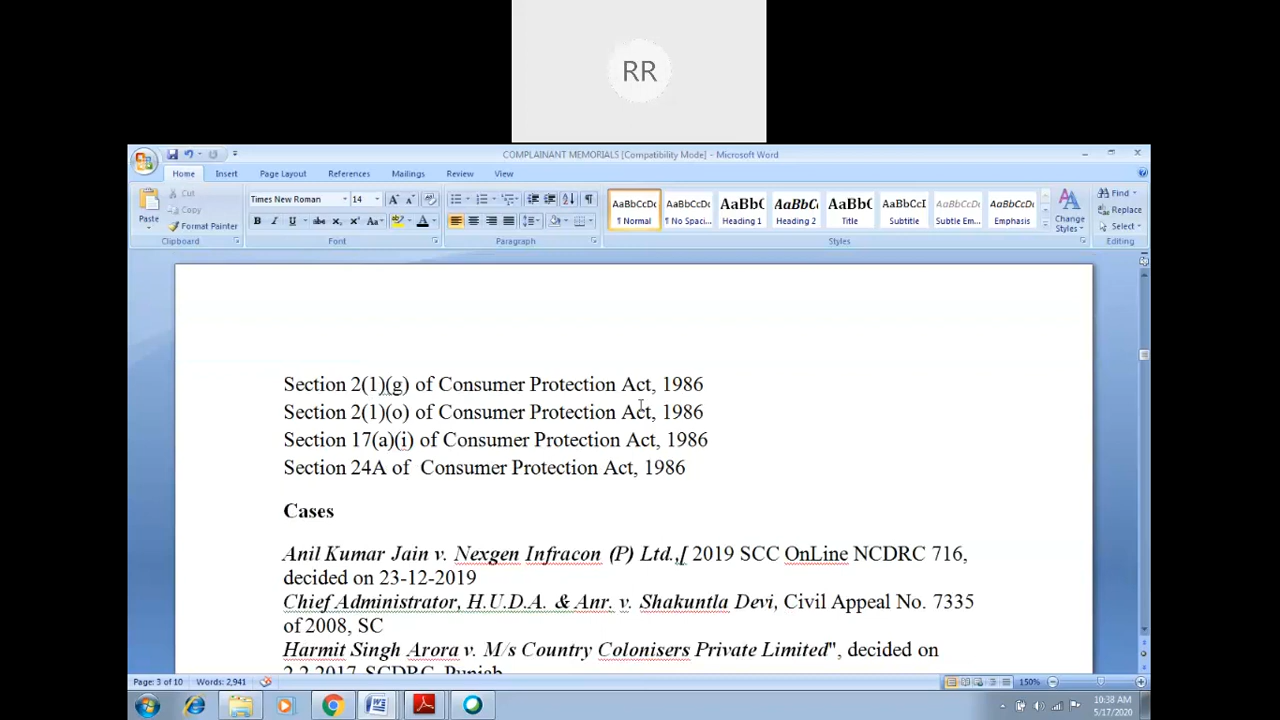 RR
COMPLAINANT MEMORIALS [Compatibility Mode] - Microsoft Word
Home Insert Page Layout References Mailings Review View
Paste
Cut
Copy
Format Painter
Clipboard
Times New Roman 14
B I U abc
Font
Paragraph
AaBbCcDc AaBbCcDc AaBbC AaBbCc AaBbC AaBbCcI AaBbCcDc AaBbCcDc
¶ Normal ¶ No Spaci... Heading 1 Heading 2 Title Subtitle Subtle Em... Emphasis
Styles
Change Styles
Find
Replace
Select
Editing
Section 2(1)(g) of Consumer Protection Act, 1986
Section 2(1)(o) of Consumer Protection Act, 1986
Section 17(a)(i) of Consumer Protection Act, 1986
Section 24A of  Consumer Protection Act, 1986
Cases
Anil Kumar Jain v. Nexgen Infracon (P) Ltd.,[ 2019 SCC OnLine NCDRC 716,
decided on 23-12-2019
Chief Administrator, H.U.D.A. & Anr. v. Shakuntla Devi, Civil Appeal No. 7335
of 2008, SC
Harmit Singh Arora v. M/s Country Colonisers Private Limited", decided on
2.2.2017, SCDRC, Punjab
Page: 3 of 10 Words: 2,941 150%
10:38 AM
5/17/2020